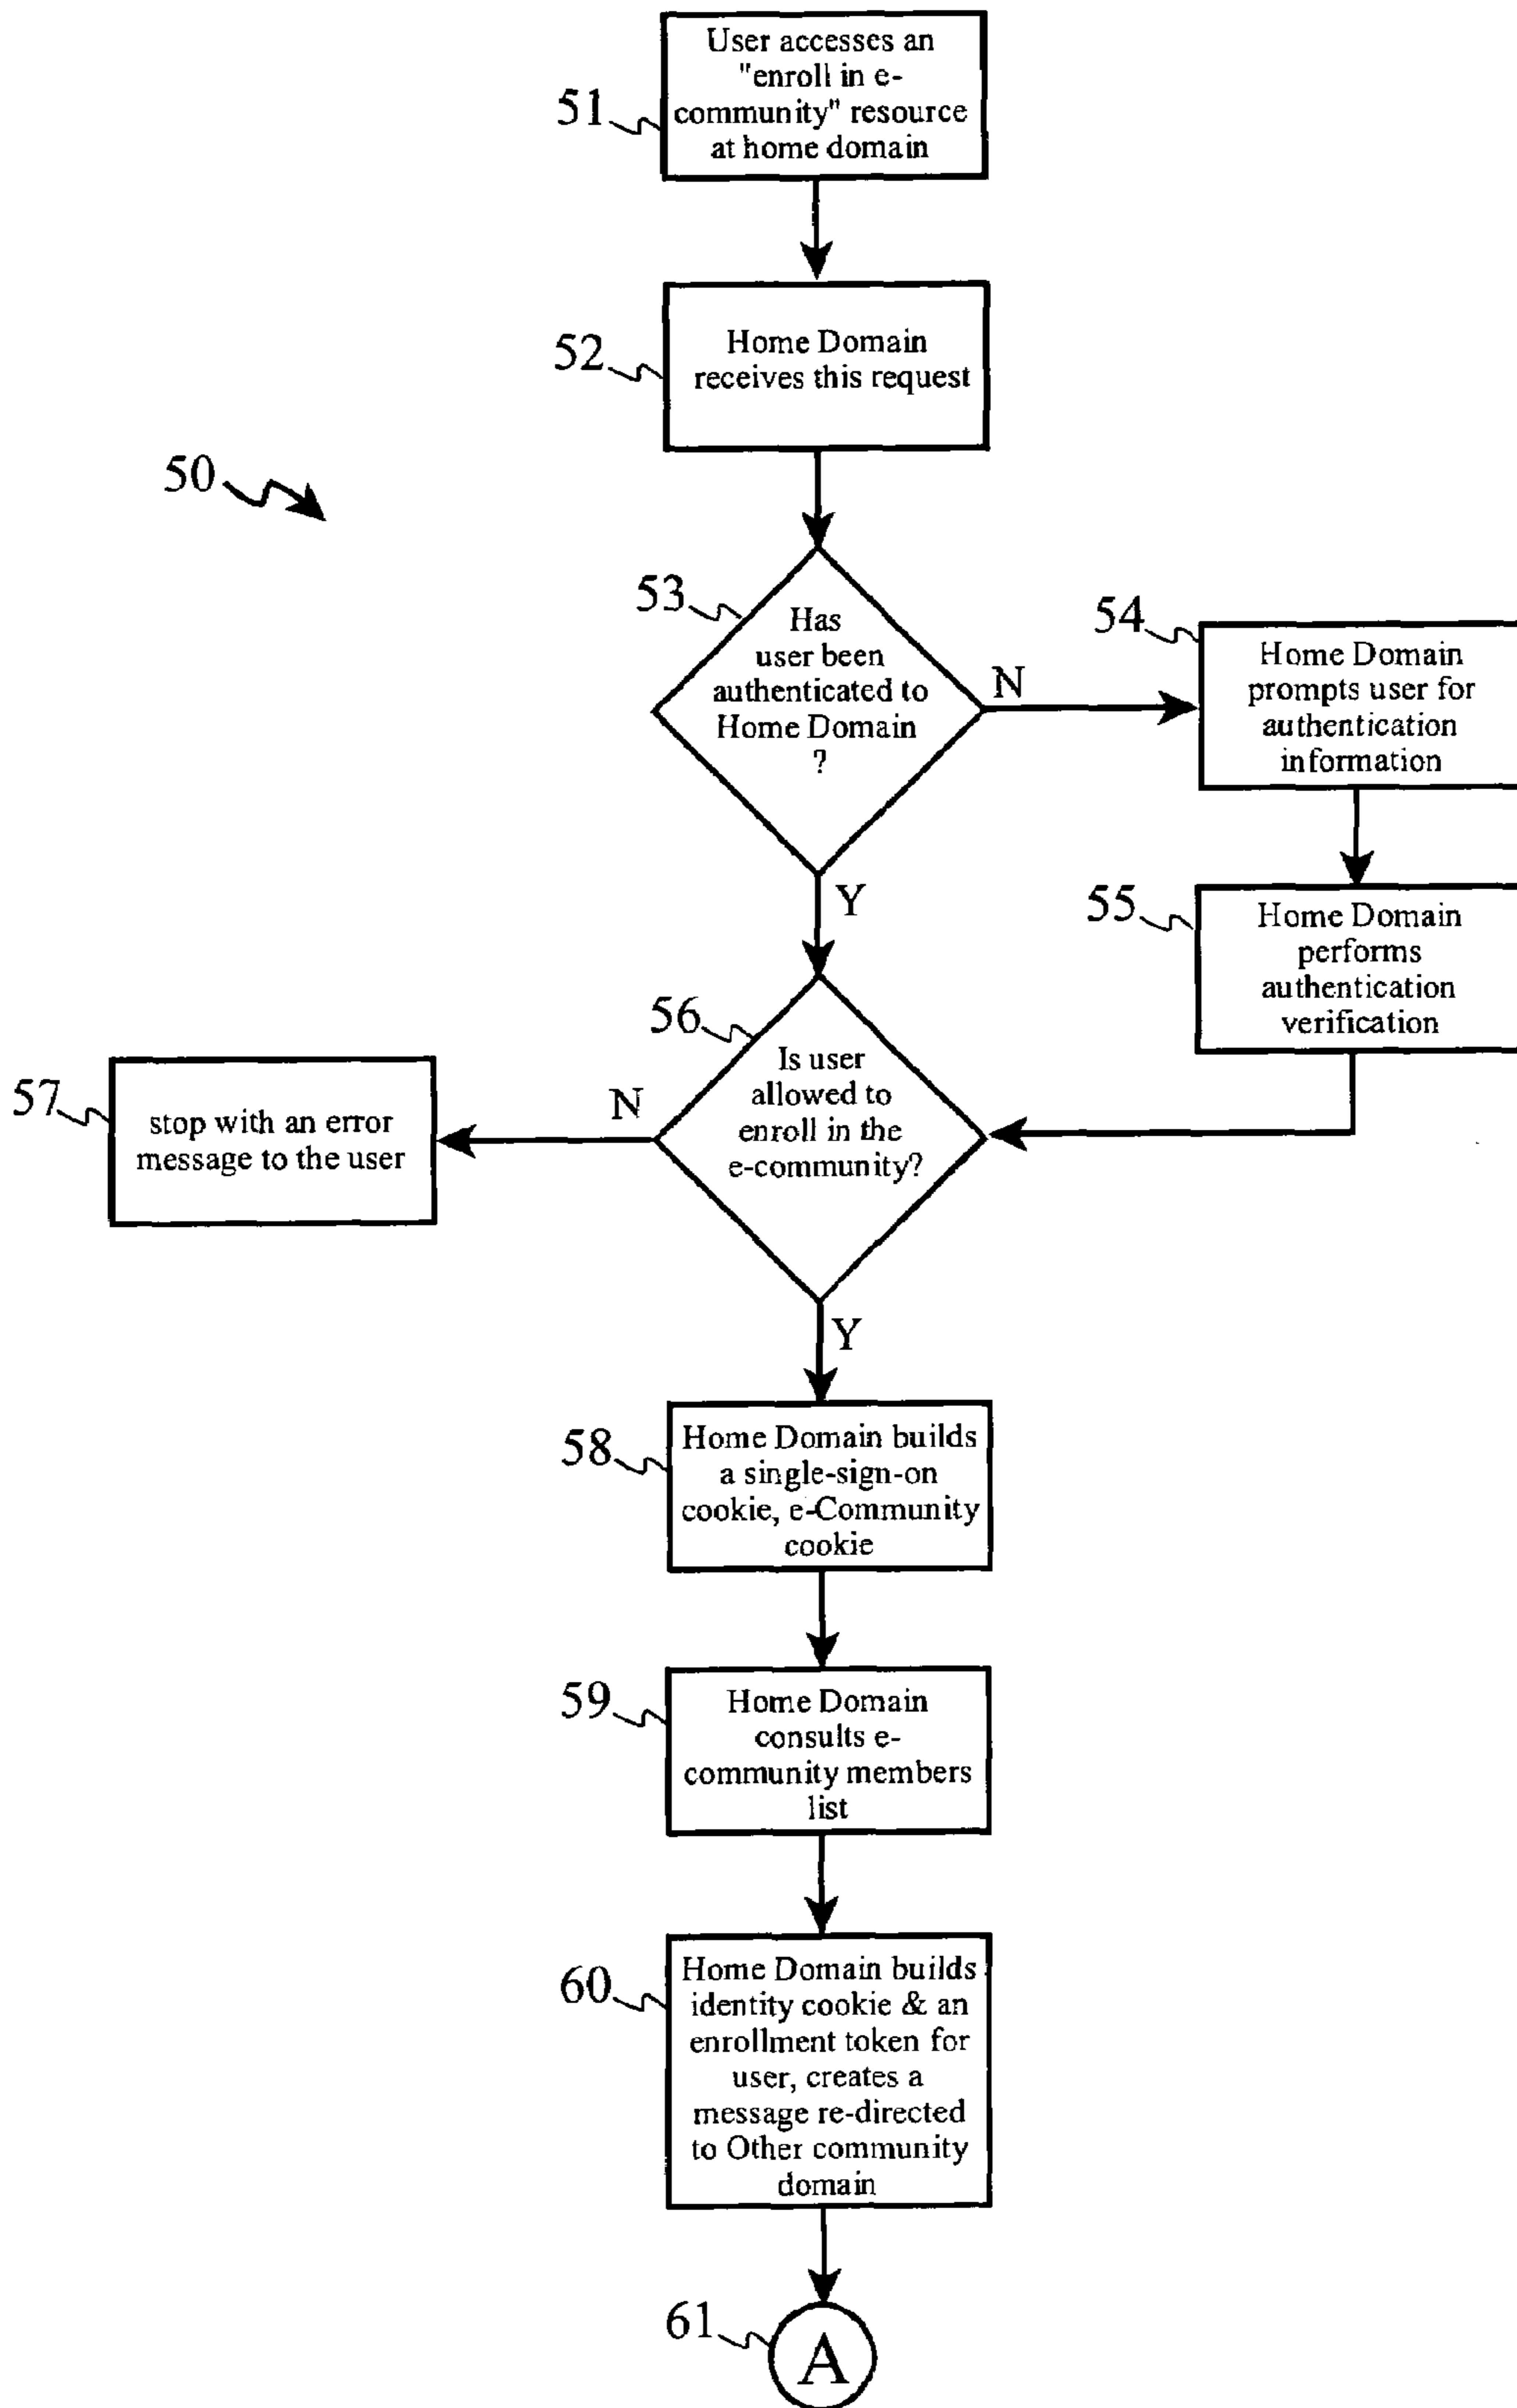 51
User accesses an
"enroll in e-
community" resource
at home domain
52
Home Domain
receives this request
50
53
Has
user been
authenticated to
Home Domain
?
N
Y
54
Home Domain
prompts user for
authentication
information
55
Home Domain
performs
authentication
verification
56
Is user
allowed to
enroll in the
e-community?
N
Y
57
stop with an error
message to the user
58
Home Domain builds
a single-sign-on
cookie, e-Community
cookie
59
Home Domain
consults e-
community members
list
60
Home Domain builds
identity cookie & an
enrollment token for
user, creates a
message re-directed
to Other community
domain
61
A